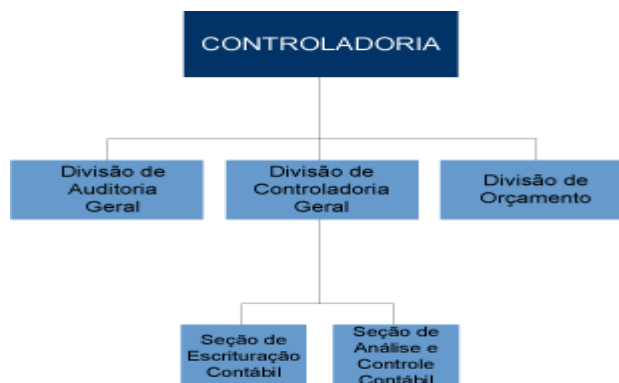 CONTROLADORIA
Divisão de
Auditoria
Geral
Divisão de
Controladoria
Geral
Divisão de
Orçamento
Seção de
Escrituração
Contábil
Seção de
Análise e
Controle
Contábil